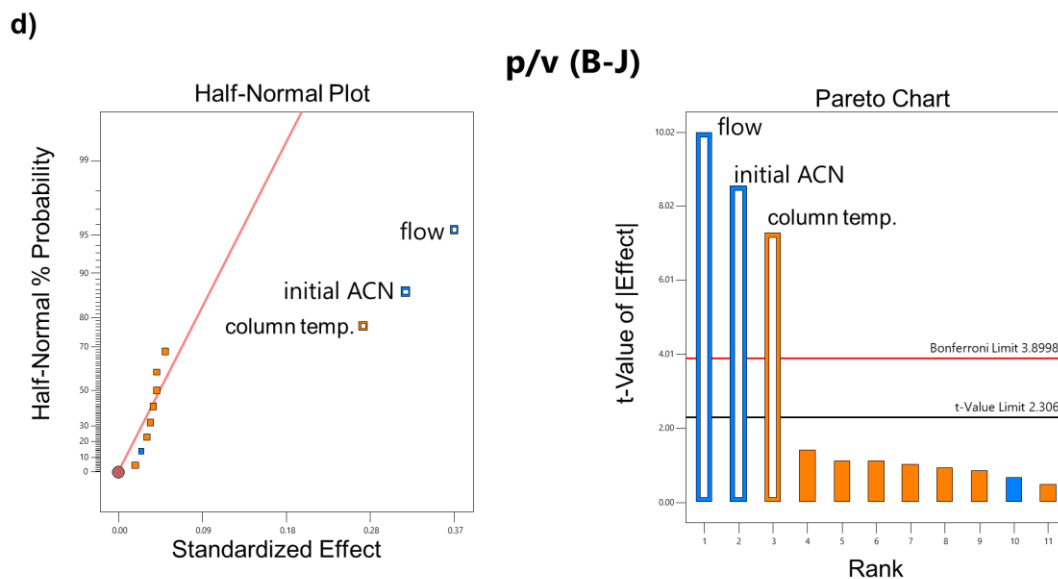 d)
p/v (B-J)
Half-Normal Plot
Half-Normal % Probability
99
95
90
80
70
50
30
20
10
0
flow
initial ACN
column temp.
0.00
0.09
0.18
0.28
0.37
Standardized Effect
Pareto Chart
t-Value of |Effect|
10.02
8.02
6.01
4.01
2.00
0.00
flow
initial ACN
column temp.
Bonferroni Limit 3.8998
t-Value Limit 2.306
1
2
3
4
5
6
7
8
9
10
11
Rank